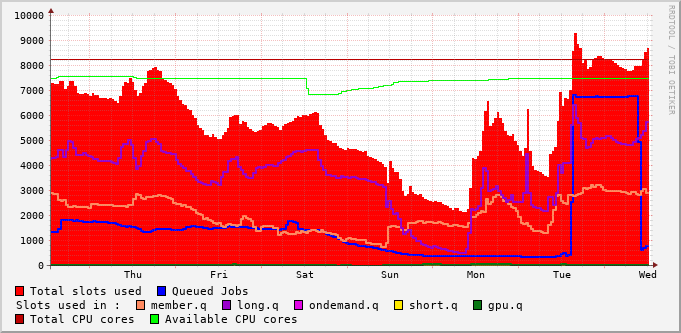 10000
9000
8000
7000
6000
5000
4000
3000
2000
1000
0
Thu Fri Sat Sun Mon Tue Wed
RRDTOOL / TOBI OETIKER
Total slots used Queued Jobs
Slots used in : member.q long.q ondemand.q short.q gpu.q
Total CPU cores Available CPU cores